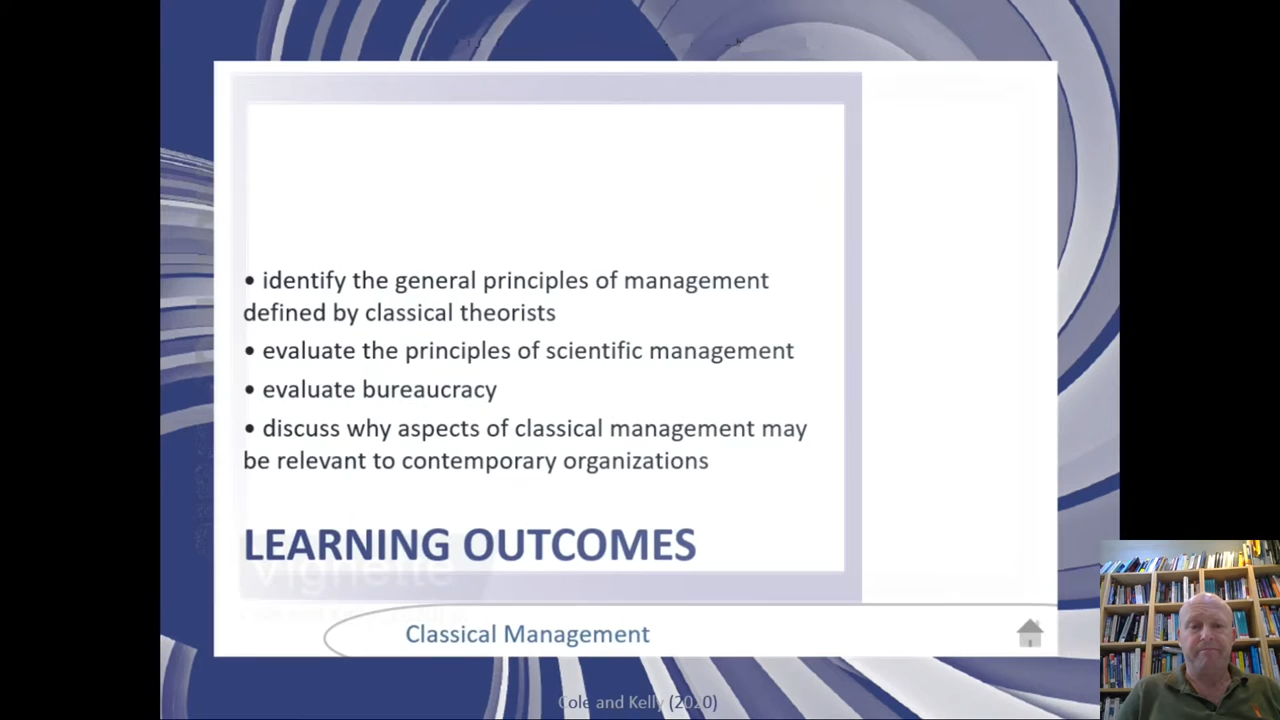 • identify the general principles of management
defined by classical theorists
• evaluate the principles of scientific management
• evaluate bureaucracy
• discuss why aspects of classical management may
be relevant to contemporary organizations
LEARNING OUTCOMES
Vignette
Classical Management
Cole and Kelly (2020)